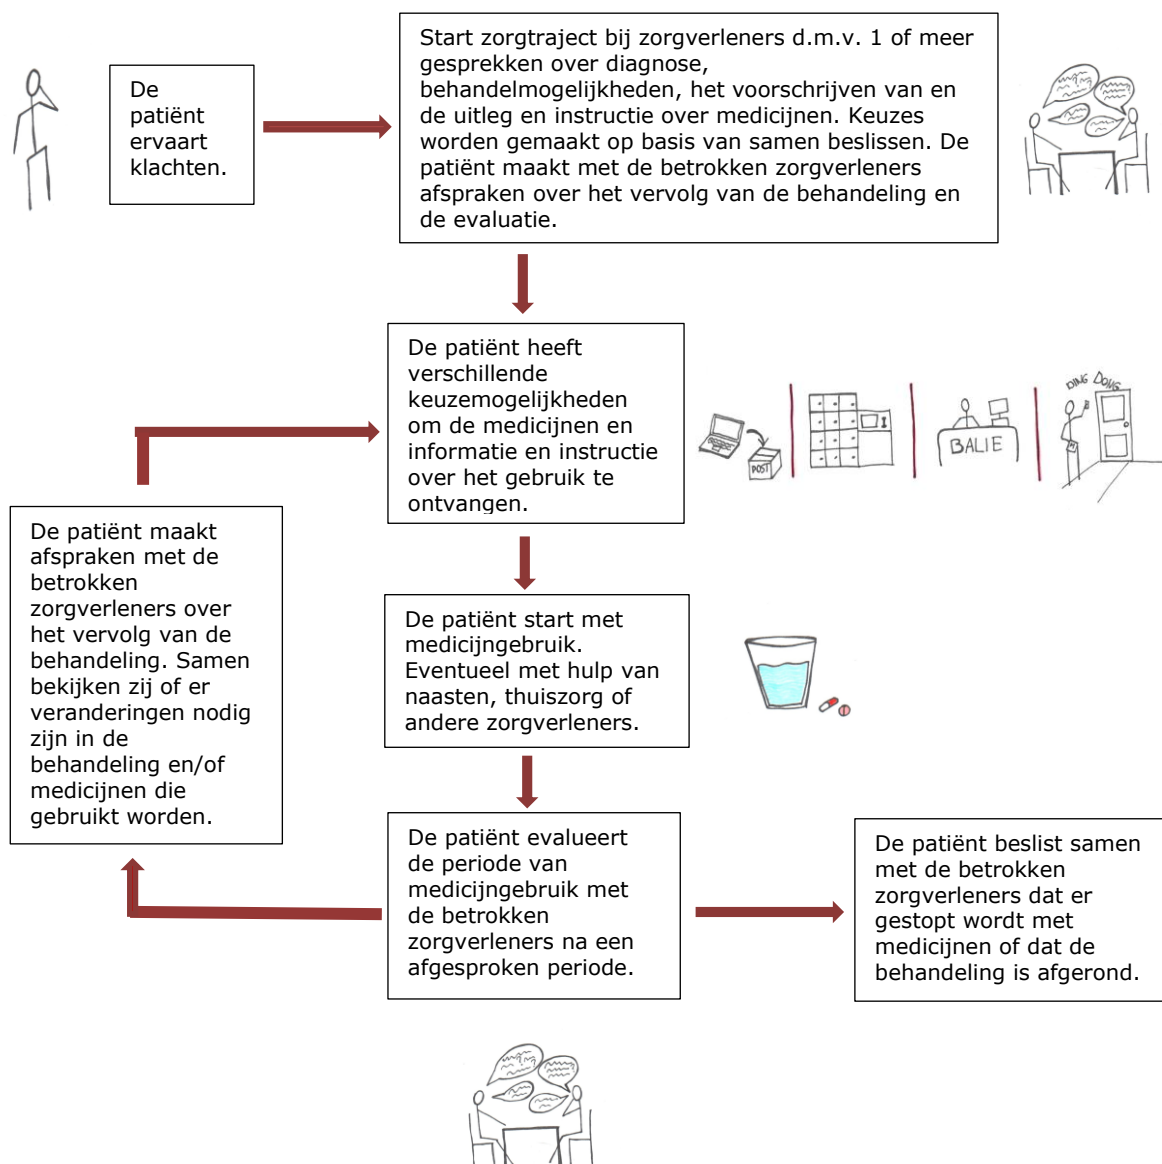 De
patiënt
ervaart
klachten.
Start zorgtraject bij zorgverleners d.m.v. 1 of meer
gesprekken over diagnose,
behandelmogelijkheden, het voorschrijven van en
de uitleg en instructie over medicijnen. Keuzes
worden gemaakt op basis van samen beslissen. De
patiënt maakt met de betrokken zorgverleners
afspraken over het vervolg van de behandeling en
de evaluatie.
De patiënt heeft
verschillende
keuzemogelijkheden
om de medicijnen en
informatie en instructie
over het gebruik te
ontvangen.
POST
BALIE
DING DONG
De patiënt maakt
afspraken met de
betrokken
zorgverleners over
het vervolg van de
behandeling. Samen
bekijken zij of er
veranderingen nodig
zijn in de
behandeling en/of
medicijnen die
gebruikt worden.
De patiënt start met
medicijngebruik.
Eventueel met hulp van
naasten, thuiszorg of
andere zorgverleners.
De patiënt evalueert
de periode van
medicijngebruik met
de betrokken
zorgverleners na een
afgesproken periode.
De patiënt beslist samen
met de betrokken
zorgverleners dat er
gestopt wordt met
medicijnen of dat de
behandeling is afgerond.